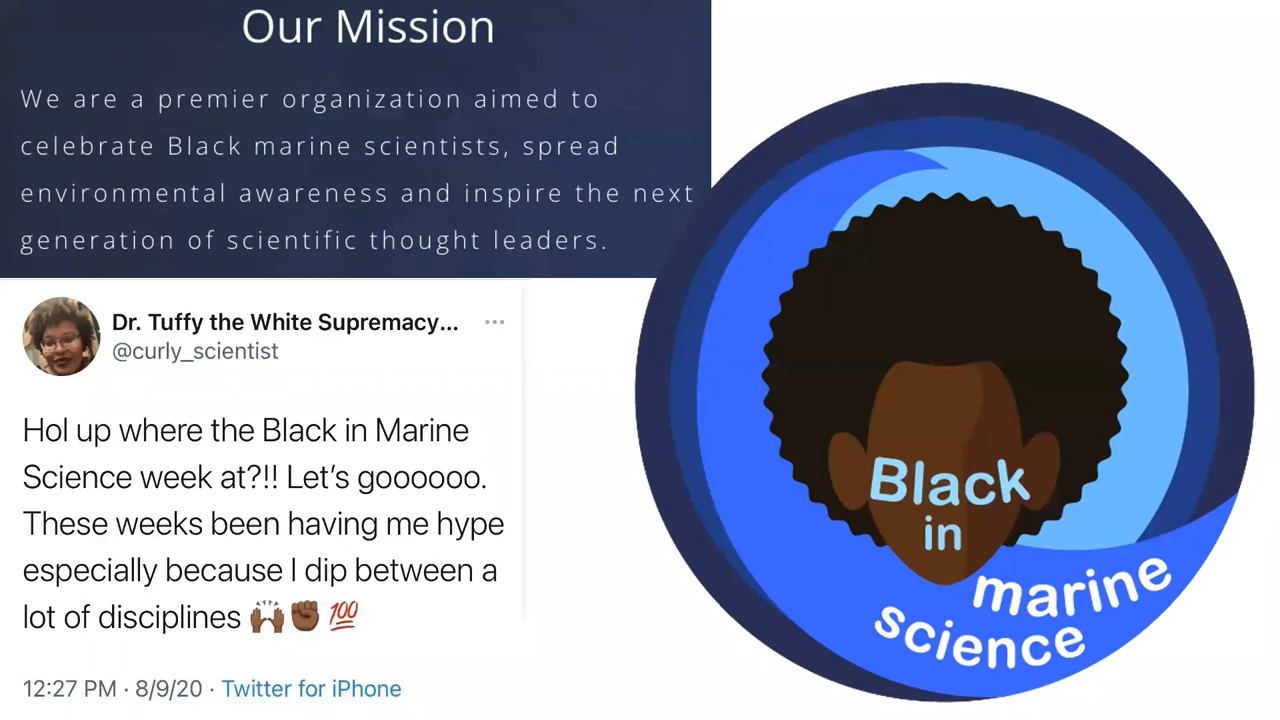 Our Mission
We are a premier organization aimed to
celebrate Black marine scientists, spread
environmental awareness and inspire the next
generation of scientific thought leaders.
Dr. Tuffy the White Supremacy...
@curly_scientist
Hol up where the Black in Marine
Science week at?!! Let’s goooooo.
These weeks been having me hype
especially because I dip between a
lot of disciplines 🙌🏾✊🏾💯
12:27 PM · 8/9/20 · Twitter for iPhone
Black
in
marine
science